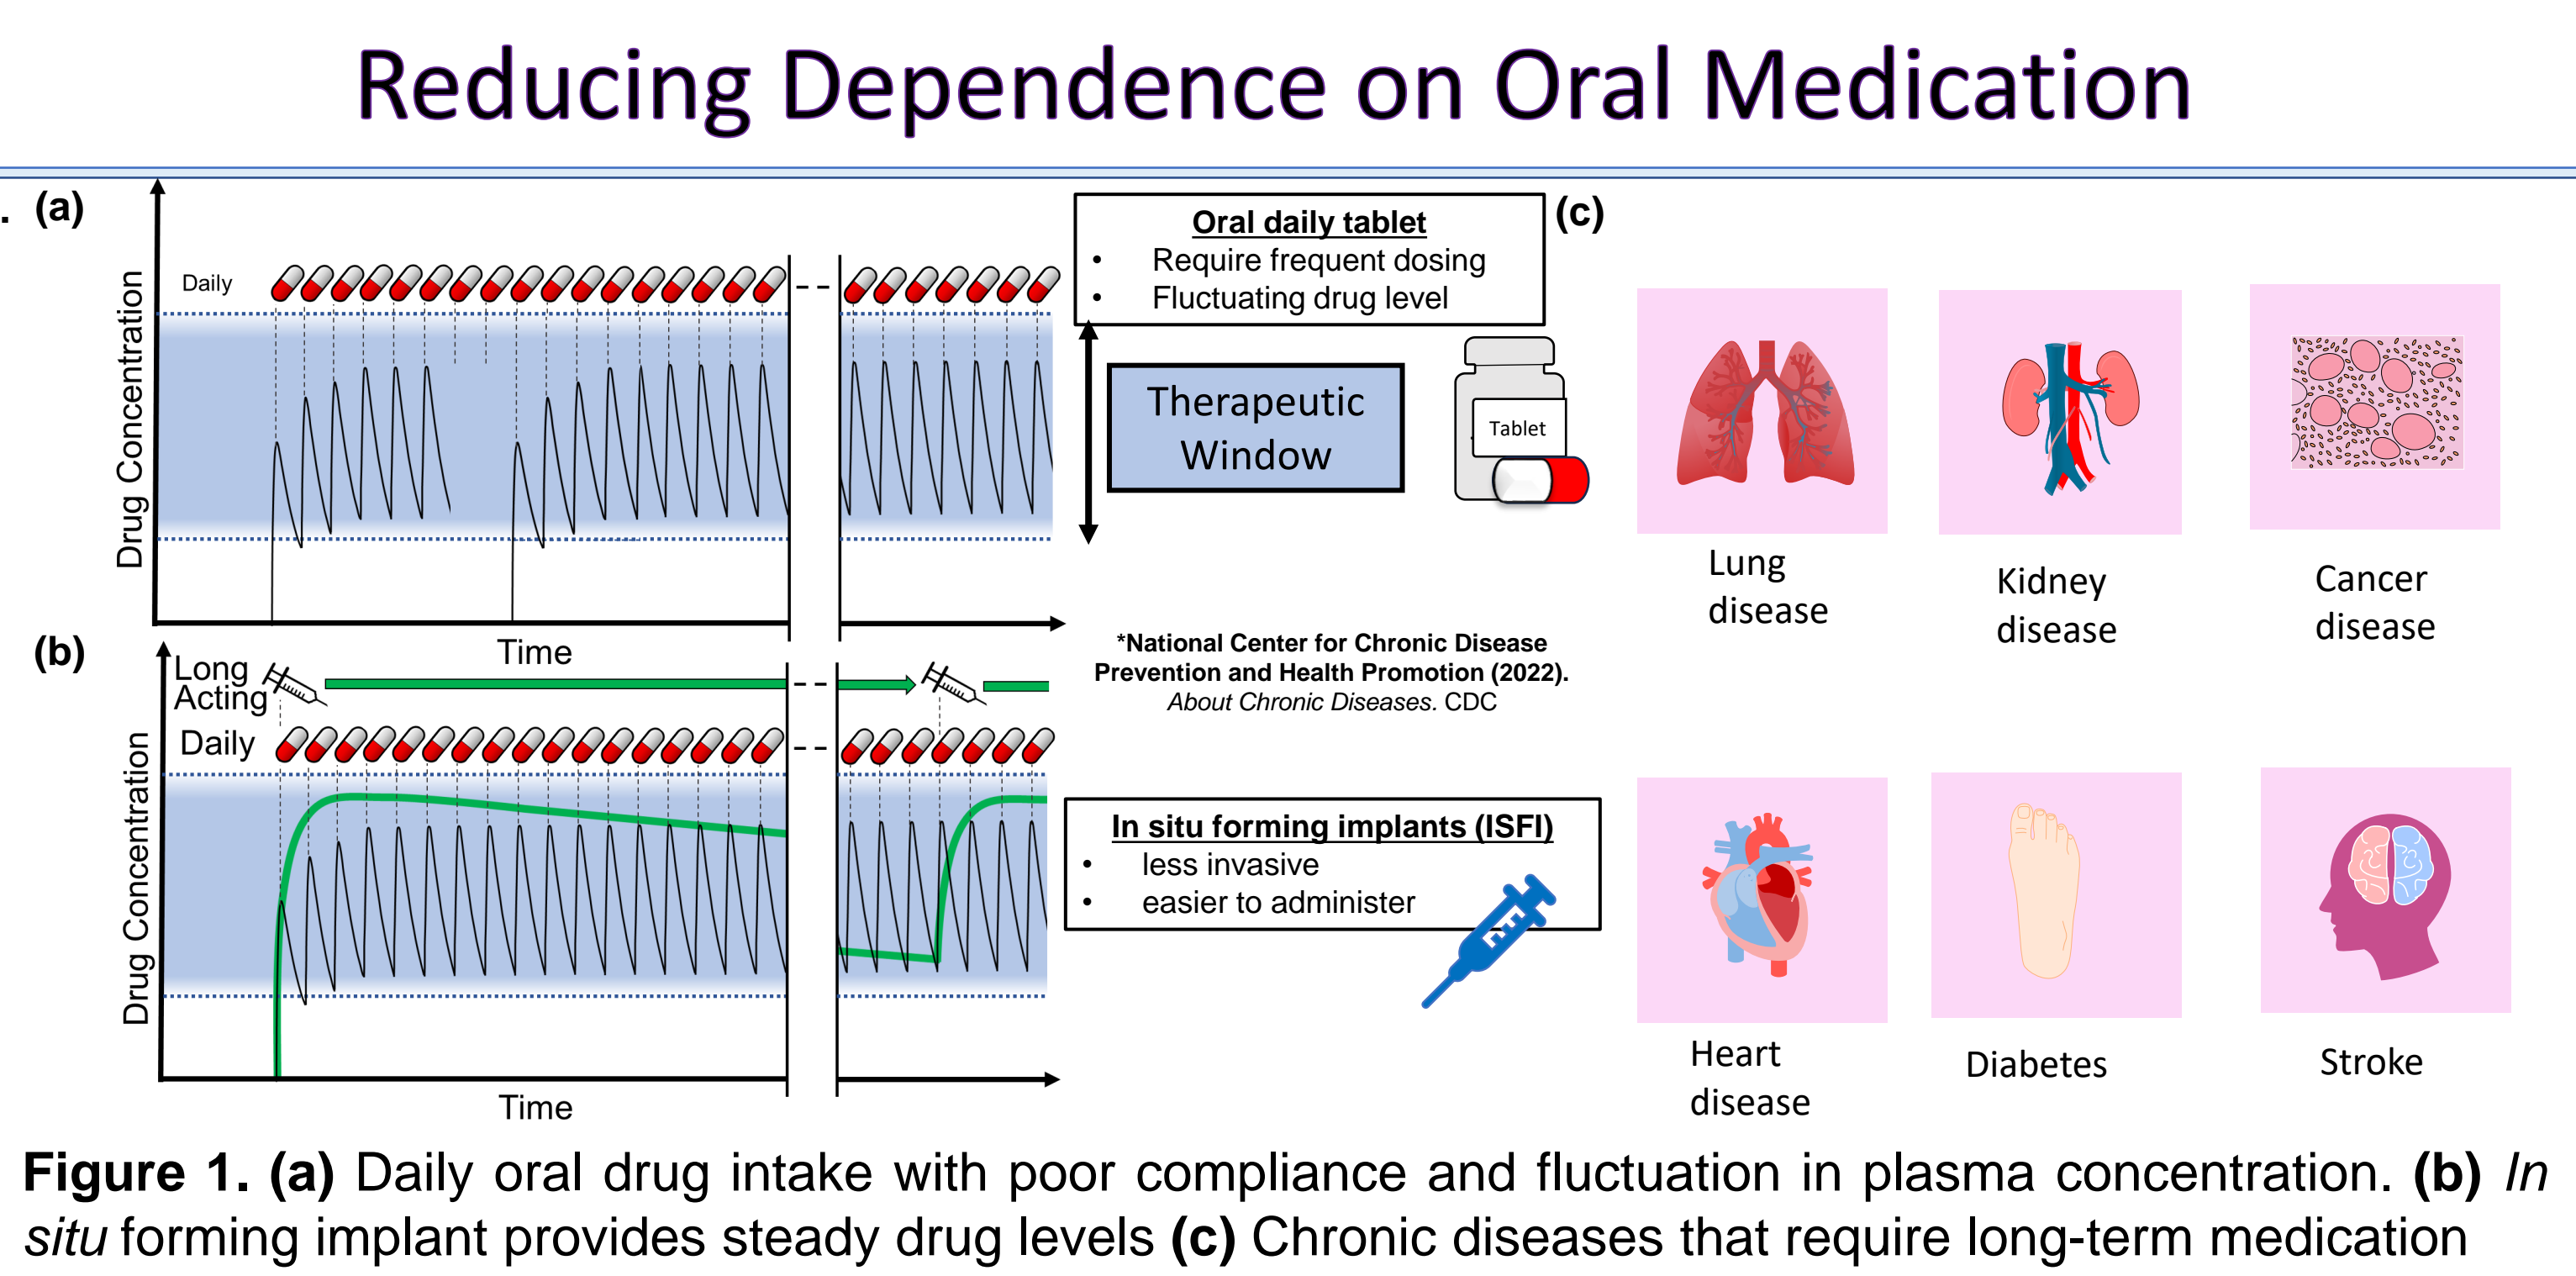 Reducing Dependence on Oral Medication
. (a)
Drug Concentration
Daily
Time
Oral daily tablet
• Require frequent dosing
• Fluctuating drug level
Therapeutic
Window
Tablet
(b)
Drug Concentration
Long
Acting
Daily
Time
*National Center for Chronic Disease
Prevention and Health Promotion (2022).
About Chronic Diseases. CDC
In situ forming implants (ISFI)
• less invasive
• easier to administer
(c)
Lung
disease
Kidney
disease
Cancer
disease
Heart
disease
Diabetes
Stroke
Figure 1. (a) Daily oral drug intake with poor compliance and fluctuation in plasma concentration. (b) In
situ forming implant provides steady drug levels (c) Chronic diseases that require long-term medication